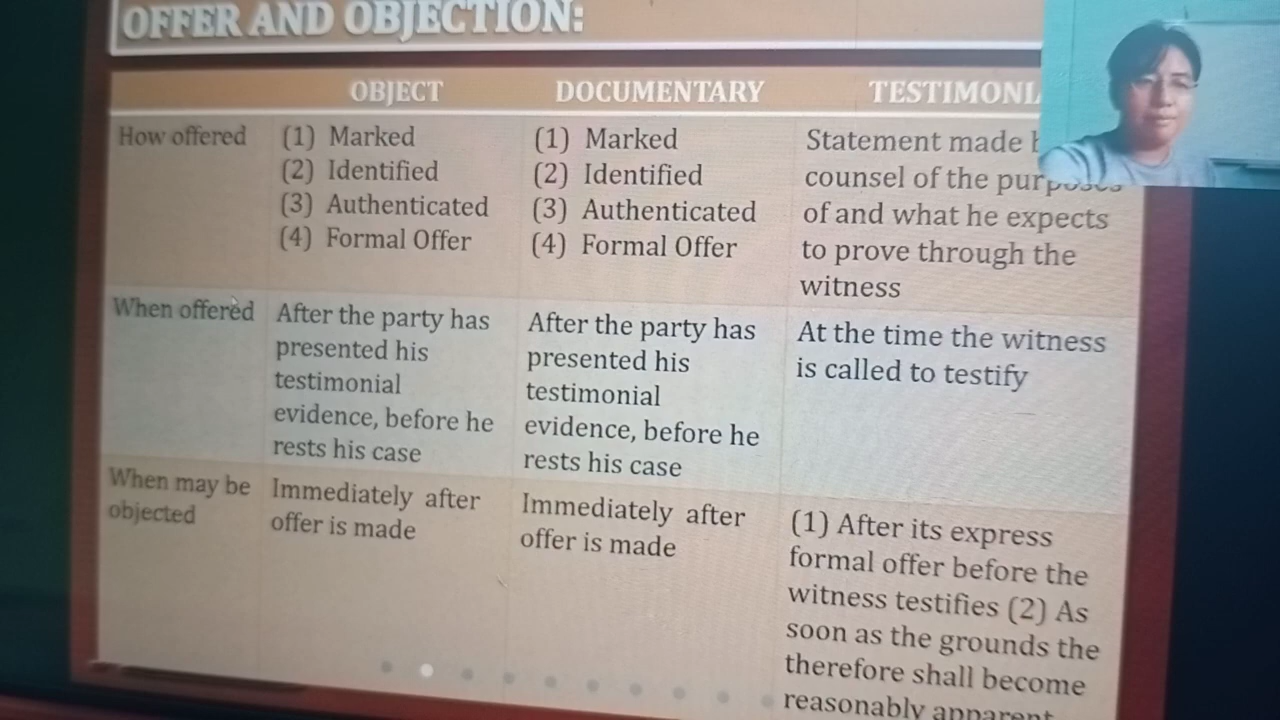 OFFER AND OBJECTION:
OBJECT DOCUMENTARY
How offered
(1) Marked
(2) Identified
(3) Authenticated
(4) Formal Offer
(1) Marked
(2) Identified
(3) Authenticated
(4) Formal Offer
Statement made
counsel of the purposes
of and what he expects
to prove through the
witness
When offered
After the party has
presented his
testimonial
evidence, before he
rests his case
After the party has
presented his
testimonial
evidence, before he
rests his case
At the time the witness
is called to testify
When may be
objected
Immediately after
offer is made
Immediately after
offer is made
(1) After its express
formal offer before the
witness testifies (2) As
soon as the grounds the
therefore shall become
reasonably apparent